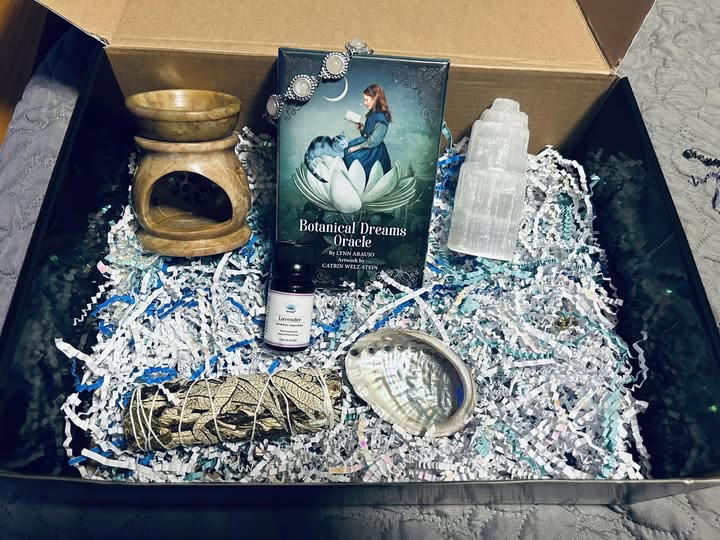 Botanical Dreams
Oracle
By LYNN ARAUJO
Artwork by
CATRIN WELZ-STEIN
Lavender